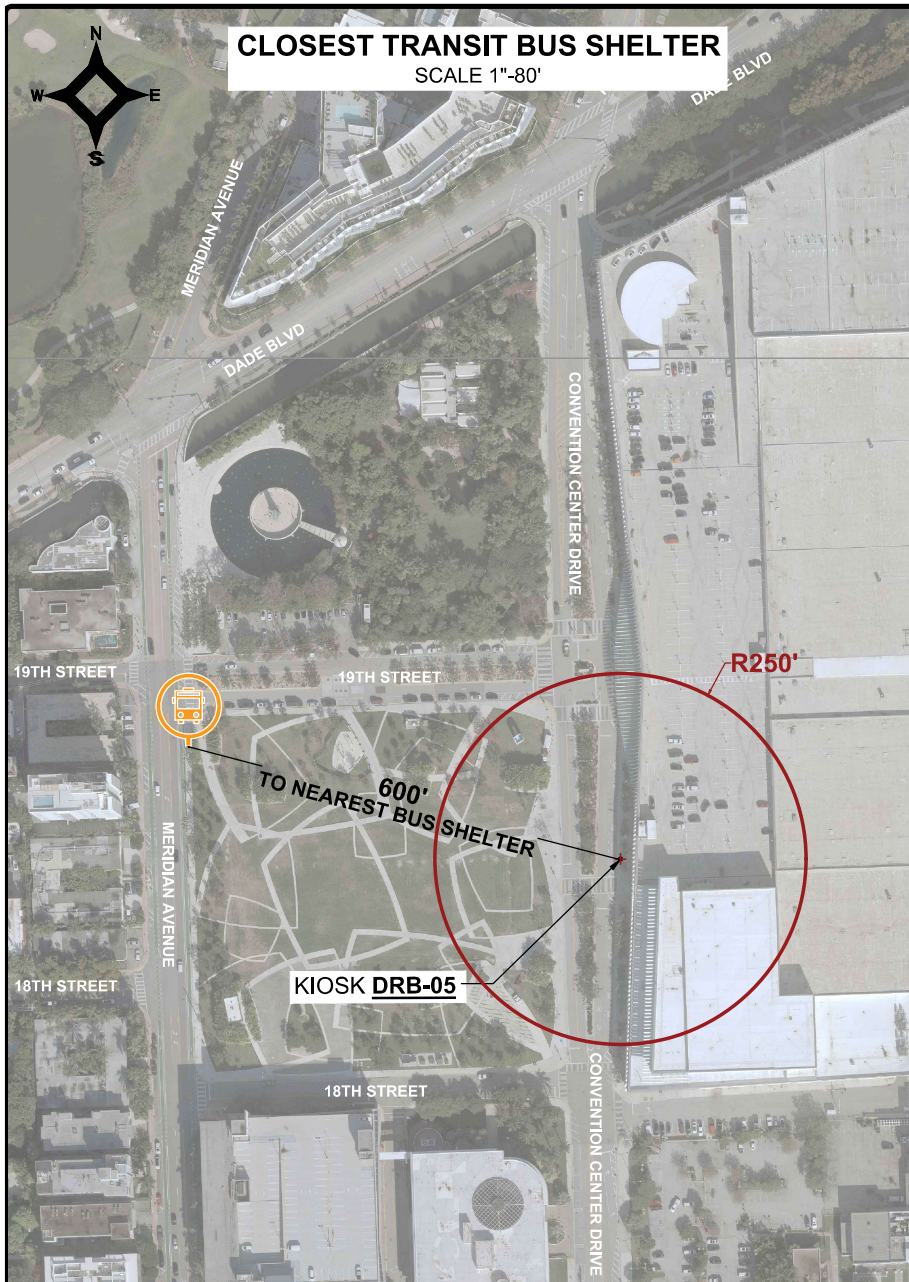 CLOSEST TRANSIT BUS SHELTER
SCALE 1"-80'
N
W
E
S
DADE BLVD
MERIDIAN AVENUE
DADE BLVD
CONVENTION CENTER DRIVE
19TH STREET
19TH STREET
R250'
600'
TO NEAREST BUS SHELTER
MERIDIAN AVENUE
18TH STREET
KIOSK DRB-05
18TH STREET
CONVENTION CENTER DRIVE